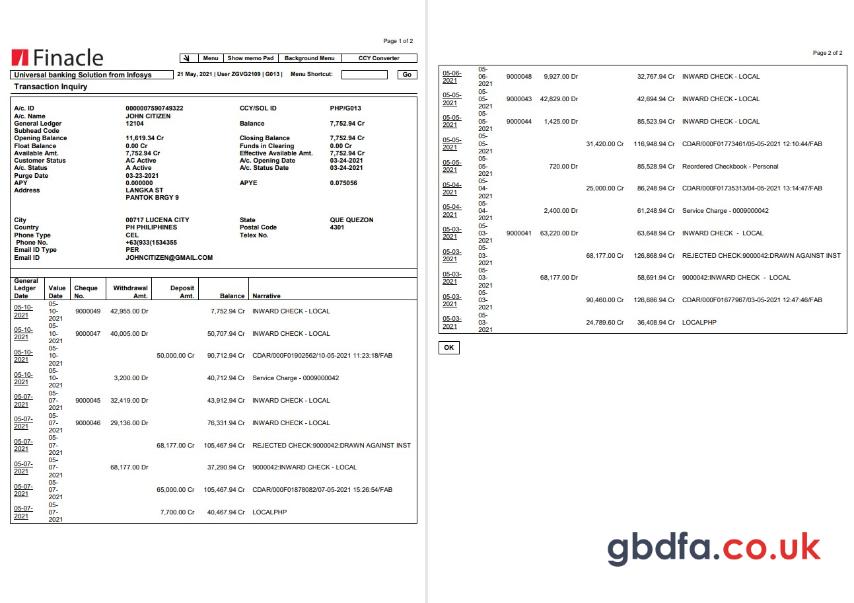 Page 1 of 2
Finacle
Menu Show memo Pad Background Menu CCY Converter
Universal banking Solution from Infosys 21 May, 2021 | User ZGVG2109 | G013 | Menu Shortcut: Go
Transaction Inquiry
A/c. ID 0000007590749322 CCY/SOL ID PHP/G013
A/c. Name JOHN CITIZEN
General Ledger 12104 Balance 7,752.94 Cr
Subhead Code
Opening Balance 11,619.34 Cr Closing Balance 7,752.94 Cr
Float Balance 0.00 Cr Funds in Clearing 0.00 Cr
Available Amt. 7,752.94 Cr Effective Available Amt. 7,752.94 Cr
Customer Status AC Active A/c. Opening Date 03-24-2021
A/c. Status A Active A/c. Status Date 03-24-2021
Purge Date 03-23-2021
APY 0.000000 APYE 0.075056
Address LANGKA ST
PANTOK BRGY 9
City 00717 LUCENA CITY State QUE QUEZON
Country PH PHILIPINES Postal Code 4301
Phone Type CEL Telex No.
Phone No. +63(933)1534355
Email ID Type PER
Email ID JOHNCITIZEN@GMAIL.COM
General Ledger Date Value Date Cheque No. Withdrawal Amt. Deposit Amt. Balance Narrative
05-10-2021 05-10-2021 9000049 42,955.00 Dr 7,752.94 Cr INWARD CHECK - LOCAL
05-10-2021 05-10-2021 9000047 40,005.00 Dr 50,707.94 Cr INWARD CHECK - LOCAL
05-10-2021 05-10-2021 50,000.00 Cr 90,712.94 Cr CDAR/000F01902562/10-05-2021 11:23:18/FAB
05-10-2021 05-10-2021 3,200.00 Dr 40,712.94 Cr Service Charge - 0009000042
05-07-2021 05-07-2021 9000045 32,419.00 Dr 43,912.94 Cr INWARD CHECK - LOCAL
05-07-2021 05-07-2021 9000046 29,136.00 Dr 76,331.94 Cr INWARD CHECK - LOCAL
05-07-2021 05-07-2021 68,177.00 Cr 105,467.94 Cr REJECTED CHECK:9000042:DRAWN AGAINST INST
05-07-2021 05-07-2021 68,177.00 Dr 37,290.94 Cr 9000042:INWARD CHECK - LOCAL
05-07-2021 05-07-2021 65,000.00 Cr 105,467.94 Cr CDAR/000F01878082/07-05-2021 15:26:54/FAB
05-07-2021 05-07-2021 7,700.00 Cr 40,467.94 Cr LOCALPHP
Page 2 of 2
05-06-2021 05-06-2021 9000048 9,927.00 Dr 32,767.94 Cr INWARD CHECK - LOCAL
05-05-2021 05-05-2021 9000043 42,829.00 Dr 42,694.94 Cr INWARD CHECK - LOCAL
05-05-2021 05-05-2021 9000044 1,425.00 Dr 85,523.94 Cr INWARD CHECK - LOCAL
05-05-2021 05-05-2021 31,420.00 Cr 116,948.94 Cr CDAR/000F01773461/05-05-2021 12:10:44/FAB
05-05-2021 05-05-2021 720.00 Dr 85,528.94 Cr Reordered Checkbook - Personal
05-04-2021 05-04-2021 25,000.00 Cr 86,248.94 Cr CDAR/000F01735313/04-05-2021 13:14:47/FAB
05-04-2021 05-04-2021 2,400.00 Dr 61,248.94 Cr Service Charge - 0009000042
05-03-2021 05-03-2021 9000041 63,220.00 Dr 63,648.94 Cr INWARD CHECK - LOCAL
05-03-2021 05-03-2021 68,177.00 Cr 126,868.94 Cr REJECTED CHECK:9000042:DRAWN AGAINST INST
05-03-2021 05-03-2021 68,177.00 Dr 58,691.94 Cr 9000042:INWARD CHECK - LOCAL
05-03-2021 05-03-2021 90,460.00 Cr 126,686.94 Cr CDAR/000F01677967/03-05-2021 12:47:46/FAB
05-03-2021 05-03-2021 24,789.60 Cr 36,408.94 Cr LOCALPHP
OK
gbdfa.co.uk